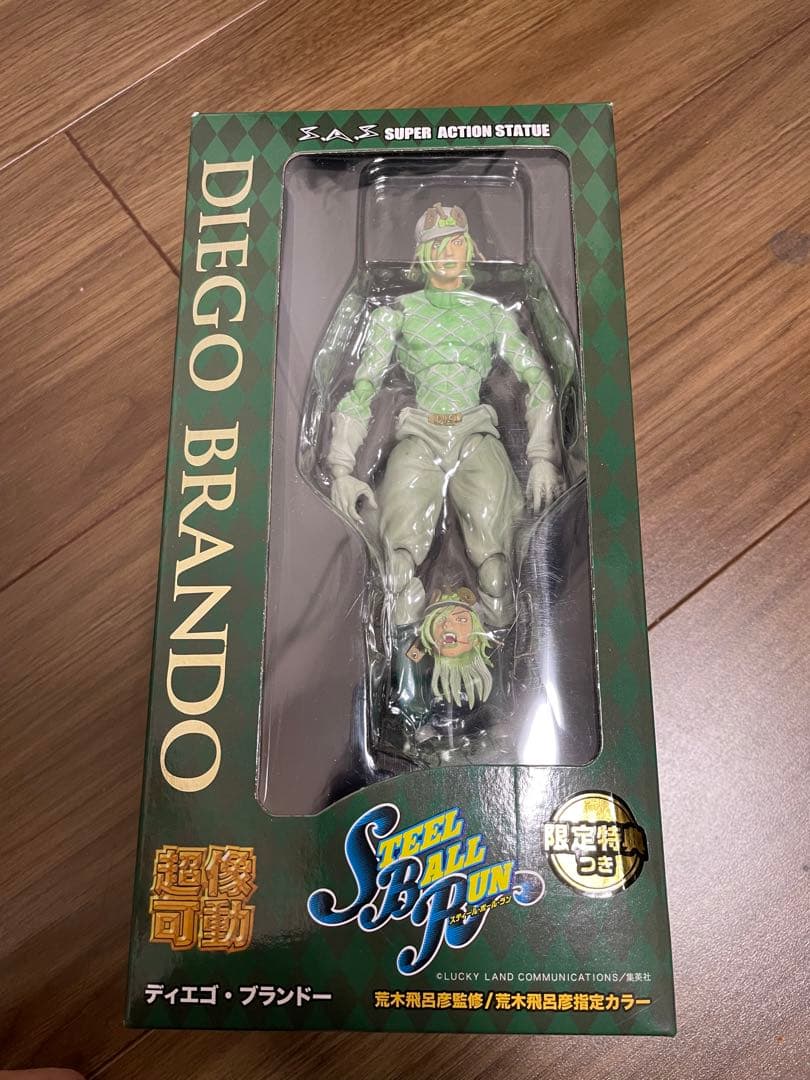 S.A.S SUPER ACTION STATUE
DIEGO BRANDO
STEEL
BALL
RUN
スティール・ボール・ラン
限定特典
つき
超像
可動
©LUCKY LAND COMMUNICATIONS/集英社
ディエゴ・ブランドー
荒木飛呂彦監修/荒木飛呂彦指定カラー